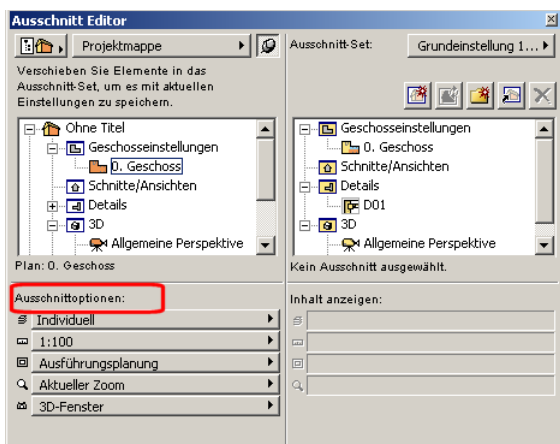 Ausschnitt Editor
Projektmappe
Verschieben Sie Elemente in das
Ausschnitt-Set, um es mit aktuellen
Einstellungen zu speichern.
Ohne Titel
Geschosseinstellungen
0. Geschoss
Schnitte/Ansichten
Details
3D
Allgemeine Perspektive
Plan: 0. Geschoss
Ausschnittoptionen:
Individuell
1:100
Ausführungsplanung
Aktueller Zoom
3D-Fenster
Ausschnitt-Set:
Grundeinstellung 1...
Geschosseinstellungen
0. Geschoss
Schnitte/Ansichten
Details
D01
3D
Allgemeine Perspektive
Kein Ausschnitt ausgewählt.
Inhalt anzeigen: